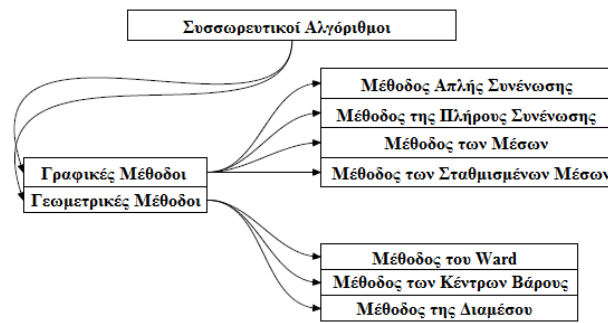 Συσσωρευτικοί Αλγόριθμοι
Μέθοδος Απλής Συνένωσης
Μέθοδος της Πλήρους Συνένωσης
Μέθοδος των Μέσων
Μέθοδος των Σταθμισμένων Μέσων
Γραφικές Μέθοδοι
Γεωμετρικές Μέθοδοι
Μέθοδος του Ward
Μέθοδος των Κέντρων Βάρους
Μέθοδος της Διαμέσου